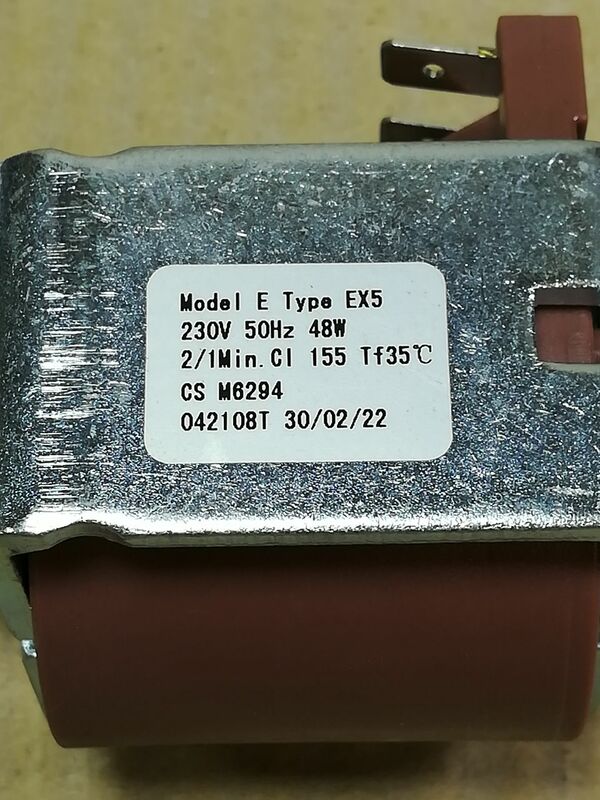 Model E Type EX5
230V 50Hz 48W
2/1Min.Cl 155 Tf35℃
CS M6294
042108T 30/02/22